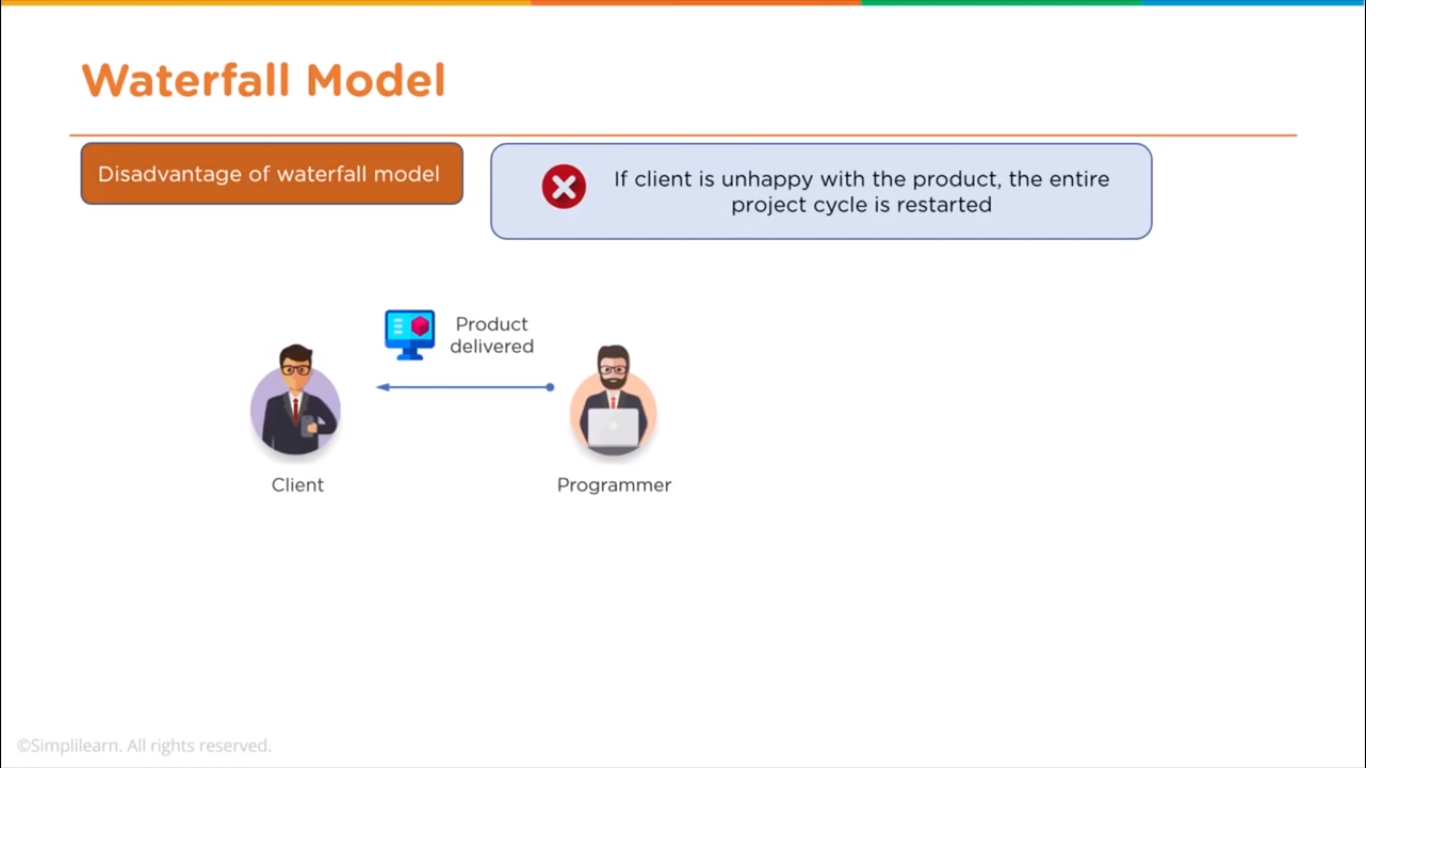 Waterfall Model
Disadvantage of waterfall model
If client is unhappy with the product, the entire
project cycle is restarted
Product
delivered
Client
Programmer
©Simplilearn. All rights reserved.